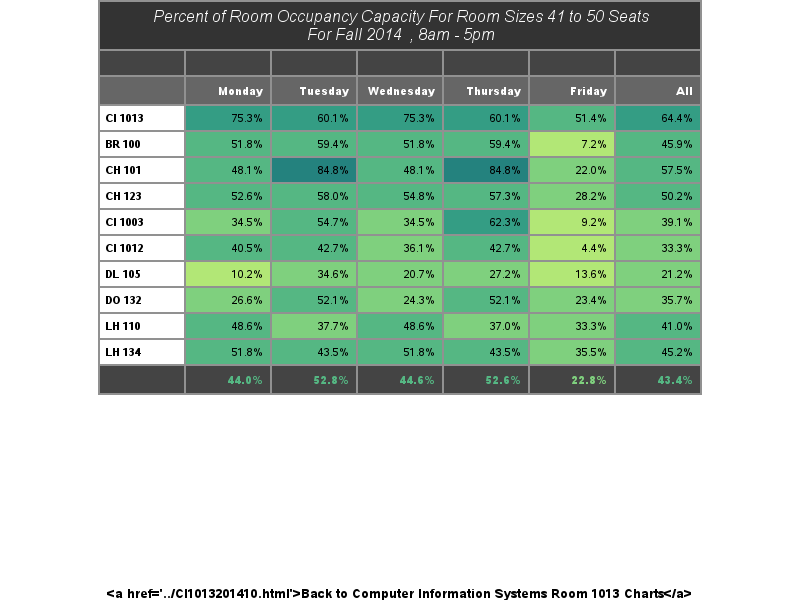 Percent of Room Occupancy Capacity For Room Sizes 41 to 50 Seats
For Fall 2014 , 8am - 5pm
Monday Tuesday Wednesday Thursday Friday All
CI 1013 75.3% 60.1% 75.3% 60.1% 51.4% 64.4%
BR 100 51.8% 59.4% 51.8% 59.4% 7.2% 45.9%
CH 101 48.1% 84.8% 48.1% 84.8% 22.0% 57.5%
CH 123 52.6% 58.0% 54.8% 57.3% 28.2% 50.2%
CI 1003 34.5% 54.7% 34.5% 62.3% 9.2% 39.1%
CI 1012 40.5% 42.7% 36.1% 42.7% 4.4% 33.3%
DL 105 10.2% 34.6% 20.7% 27.2% 13.6% 21.2%
DO 132 26.6% 52.1% 24.3% 52.1% 23.4% 35.7%
LH 110 48.6% 37.7% 48.6% 37.0% 33.3% 41.0%
LH 134 51.8% 43.5% 51.8% 43.5% 35.5% 45.2%
44.0% 52.8% 44.6% 52.6% 22.8% 43.4%
<a href='../CI1013201410.html'>Back to Computer Information Systems Room 1013 Charts</a>